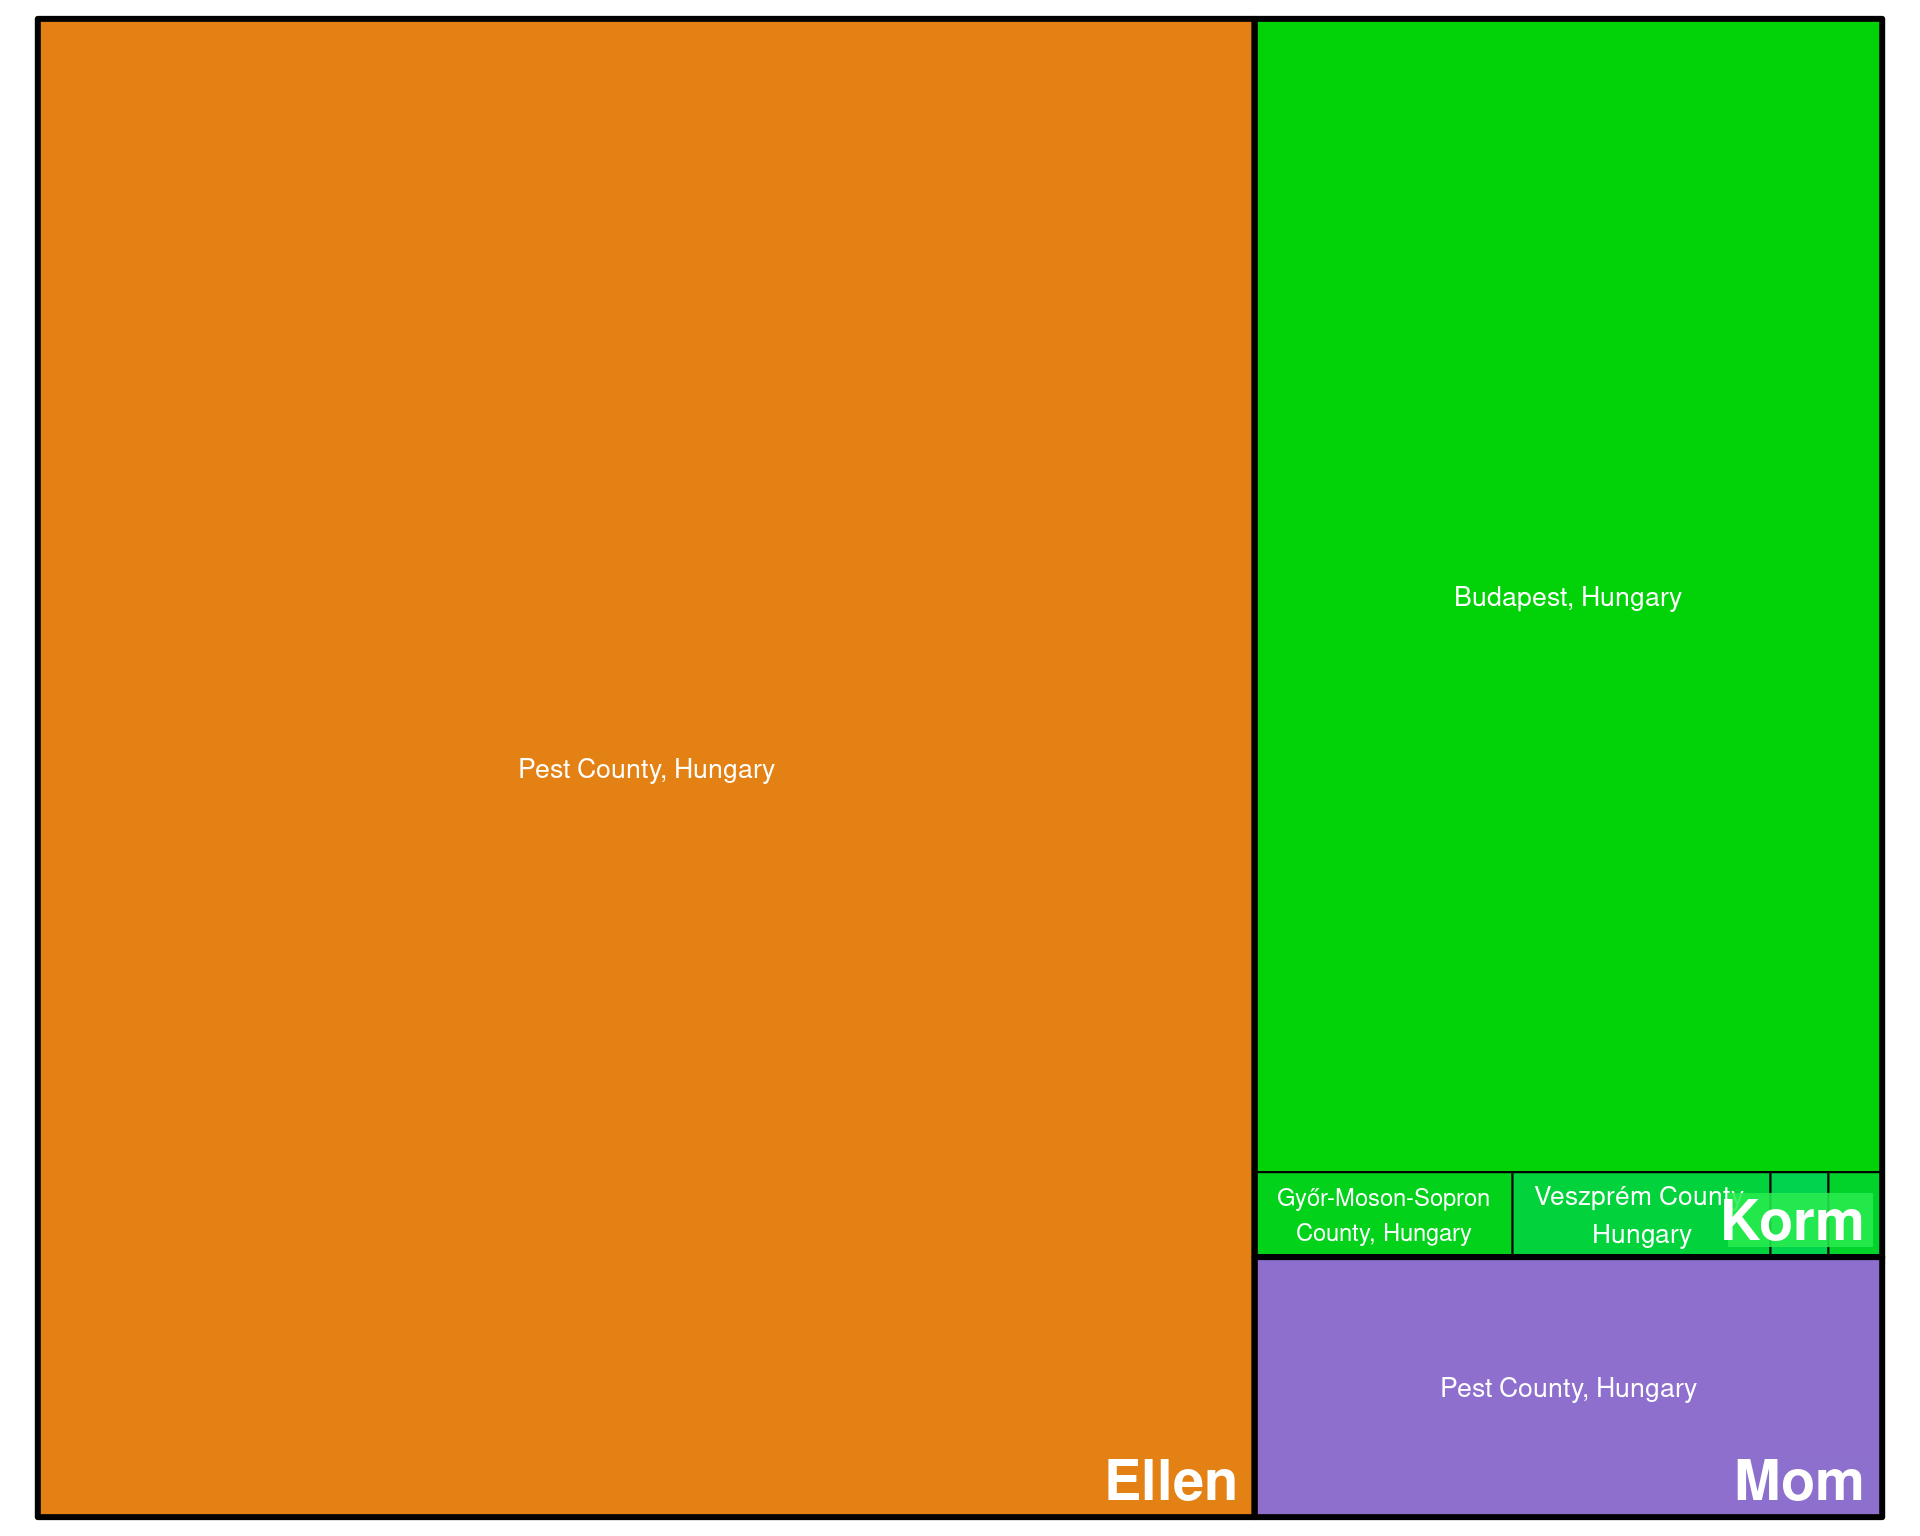 Pest County, Hungary
Ellen
Budapest, Hungary
Győr-Moson-Sopron
County, Hungary
Veszprém County,
Hungary
Korm
Pest County, Hungary
Mom